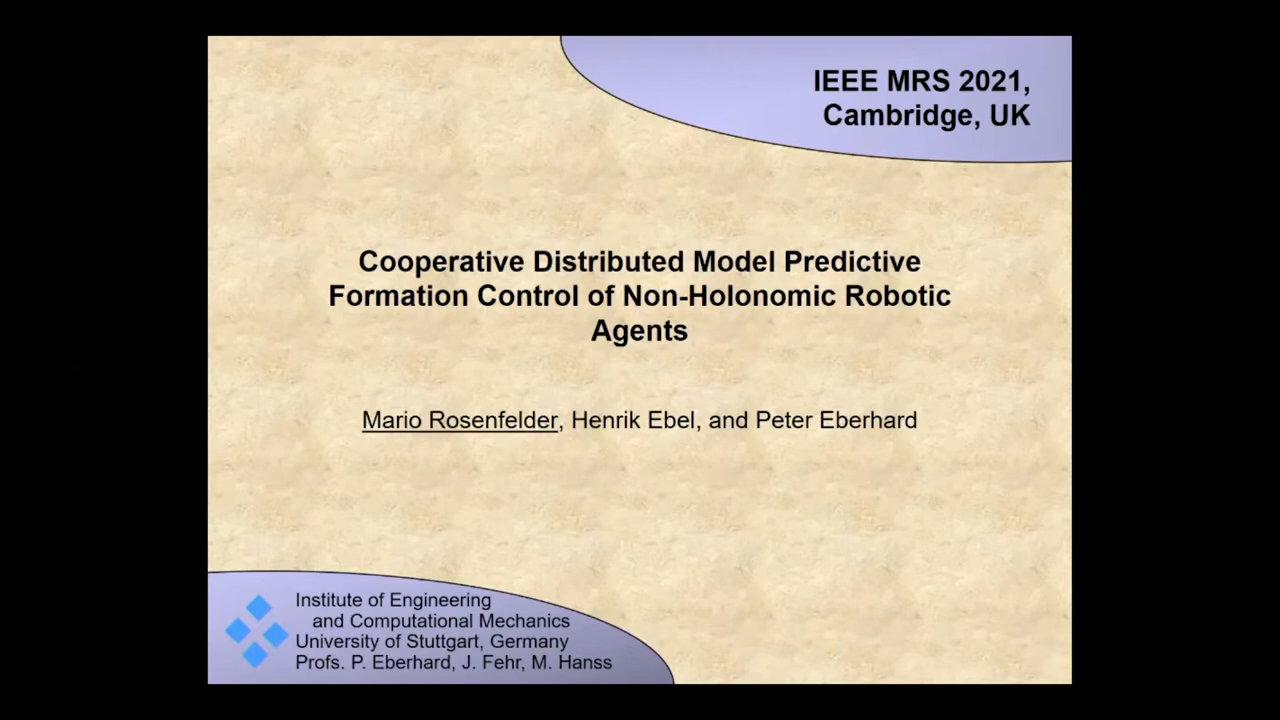 IEEE MRS 2021,
Cambridge, UK
Cooperative Distributed Model Predictive
Formation Control of Non-Holonomic Robotic
Agents
Mario Rosenfelder, Henrik Ebel, and Peter Eberhard
Institute of Engineering
and Computational Mechanics
University of Stuttgart, Germany
Profs. P. Eberhard, J. Fehr, M. Hanss